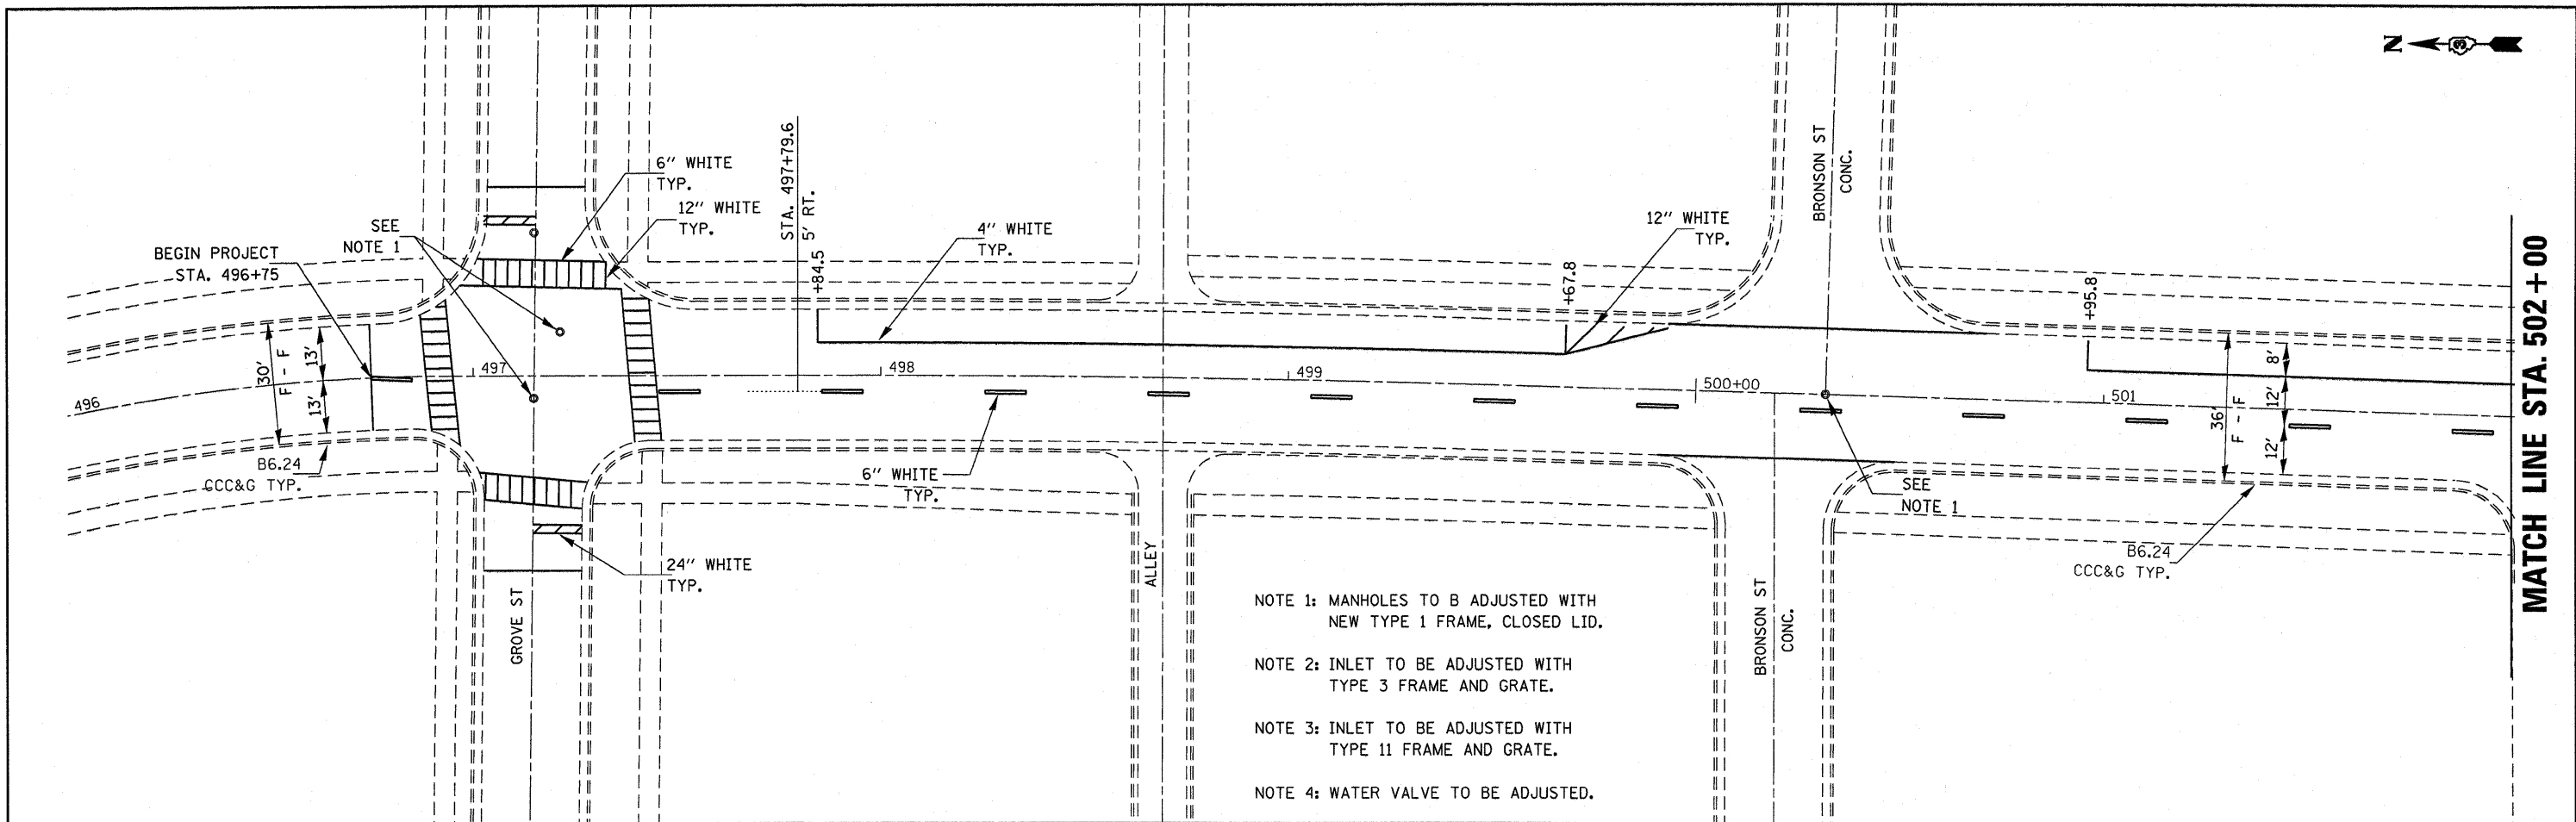 N
3
BEGIN PROJECT
STA. 496+75
SEE
NOTE 1
6" WHITE
TYP.
12" WHITE
TYP.
STA. 497+79.6
5' RT.
+84.5
4" WHITE
TYP.
12" WHITE
TYP.
+67.8
BRONSON ST
CONC.
+95.8
30'
F - F
13'
13'
496
497
498
499
500+00
501
36'
F - F
8'
12'
12'
B6.24
CCC&G TYP.
6" WHITE
TYP.
24" WHITE
TYP.
GROVE ST
ALLEY
BRONSON ST
CONC.
SEE
NOTE 1
B6.24
CCC&G TYP.
MATCH LINE STA. 502+00
NOTE 1: MANHOLES TO B ADJUSTED WITH
NEW TYPE 1 FRAME, CLOSED LID.
NOTE 2: INLET TO BE ADJUSTED WITH
TYPE 3 FRAME AND GRATE.
NOTE 3: INLET TO BE ADJUSTED WITH
TYPE 11 FRAME AND GRATE.
NOTE 4: WATER VALVE TO BE ADJUSTED.